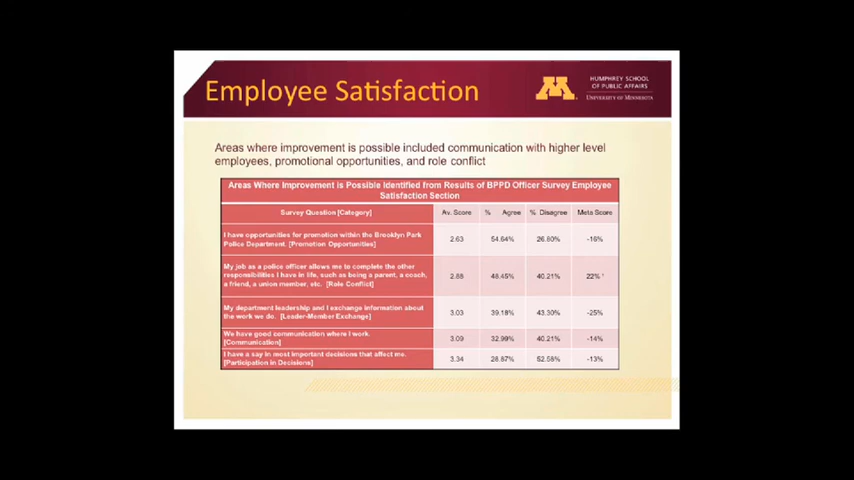 Employee Satisfaction
HUMPHREY SCHOOL
OF PUBLIC AFFAIRS
UNIVERSITY OF MINNESOTA
Areas where improvement is possible included communication with higher level
employees, promotional opportunities, and role conflict
Areas Where Improvement is Possible Identified from Results of BPPD Officer Survey Employee
Satisfaction Section
Survey Question [Category] Av. Score % Agree % Disagree Meta Score
I have opportunities for promotion within the Brooklyn Park
Police Department. [Promotion Opportunities] 2.63 54.64% 26.80% -16%
My job as a police officer allows me to complete the other
responsibilities I have in life, such as being a parent, a coach,
a friend, a union member, etc. [Role Conflict] 2.88 48.45% 40.21% 22%
My department leadership and I exchange information about
the work we do. [Leader-Member Exchange] 3.03 39.18% 43.30% -25%
We have good communication where I work.
[Communication] 3.09 32.99% 40.21% -14%
I have a say in most important decisions that affect me.
[Participation in Decisions] 3.34 28.87% 52.58% -13%